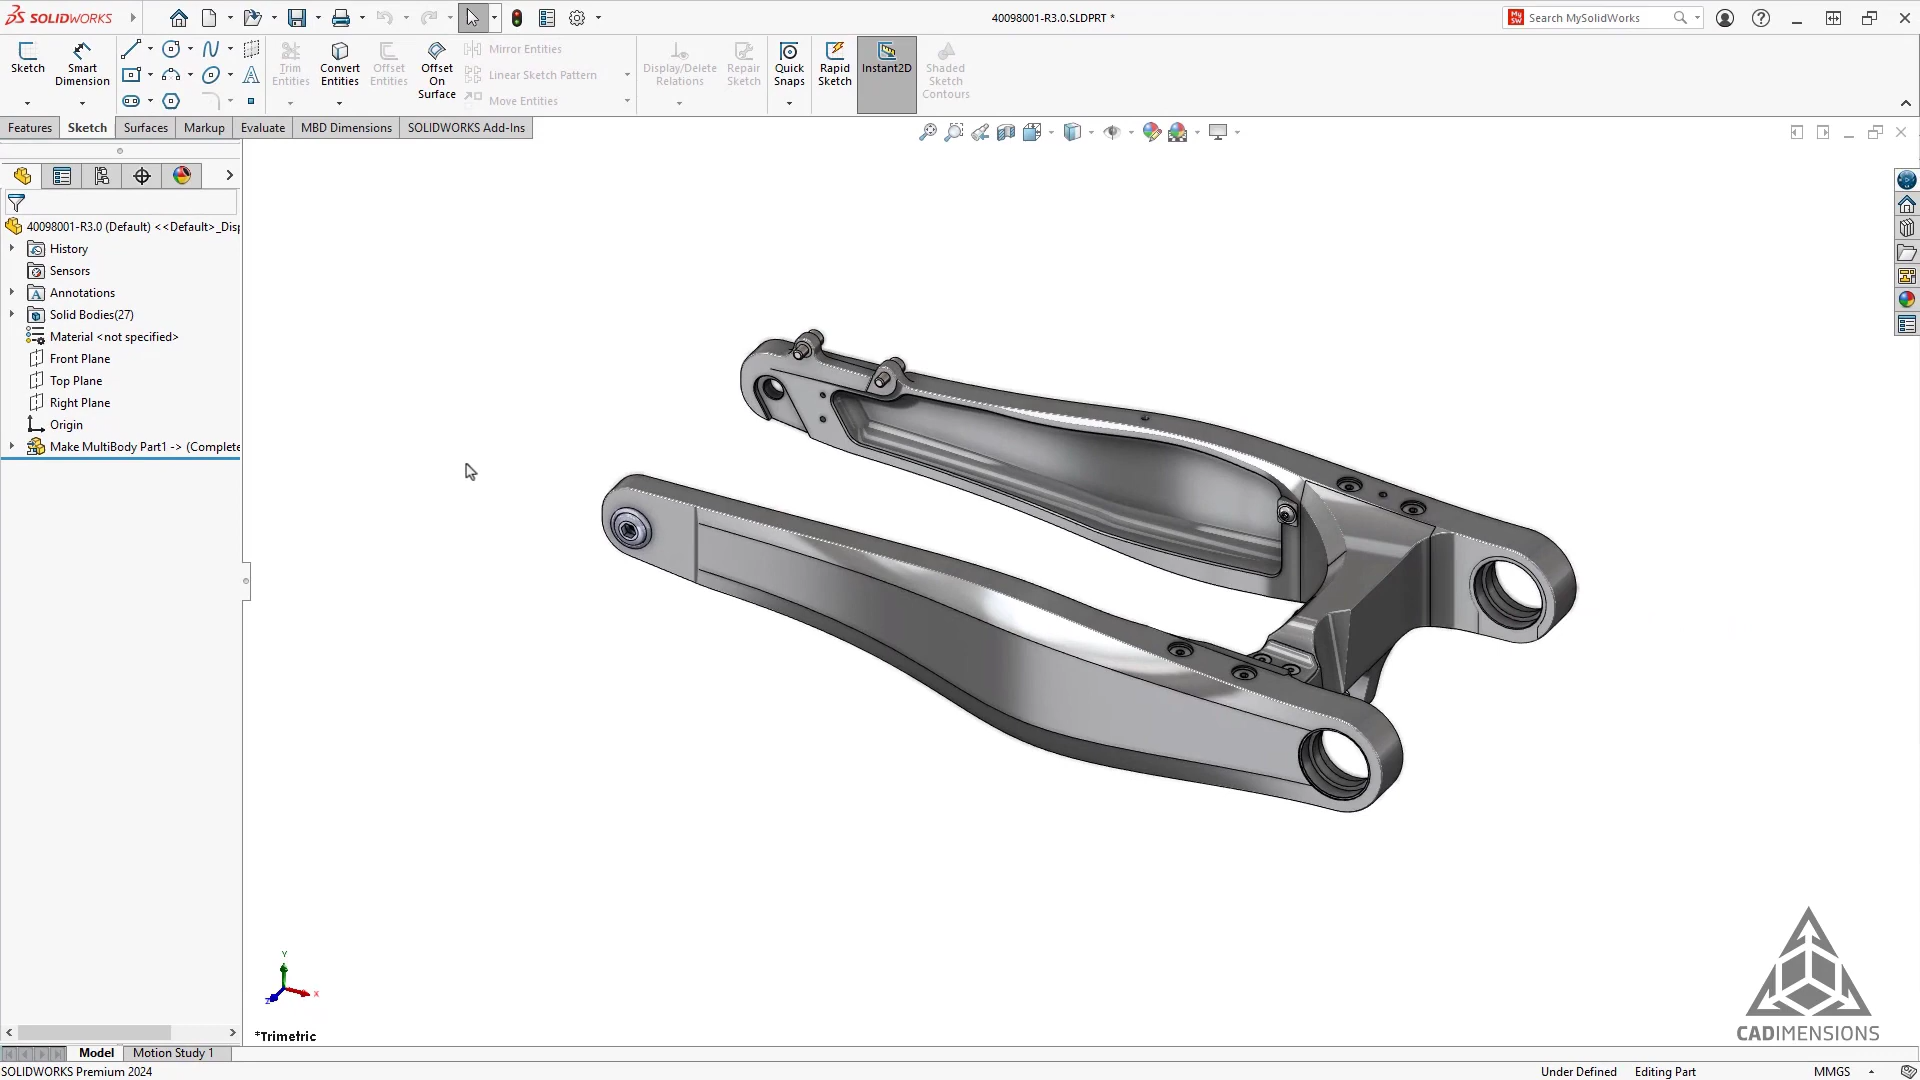 SOLIDWORKS
40098001-R3.0.SLDPRT *
Search MySolidWorks
Sketch
Smart
Dimension
Trim
Entities
Convert
Entities
Offset
Entities
Offset
On
Surface
Mirror Entities
Linear Sketch Pattern
Move Entities
Display/Delete
Relations
Repair
Sketch
Quick
Snaps
Rapid
Sketch
Instant2D
Shaded
Sketch
Contours
Features
Sketch
Surfaces
Markup
Evaluate
MBD Dimensions
SOLIDWORKS Add-Ins
40098001-R3.0 (Default) <<Default>_Disp
History
Sensors
Annotations
Solid Bodies(27)
Material <not specified>
Front Plane
Top Plane
Right Plane
Origin
Make MultiBody Part1 -> (Complete
Y
X
Z
*Trimetric
CADIMENSIONS
Model
Motion Study 1
SOLIDWORKS Premium 2024
Under Defined
Editing Part
MMGS